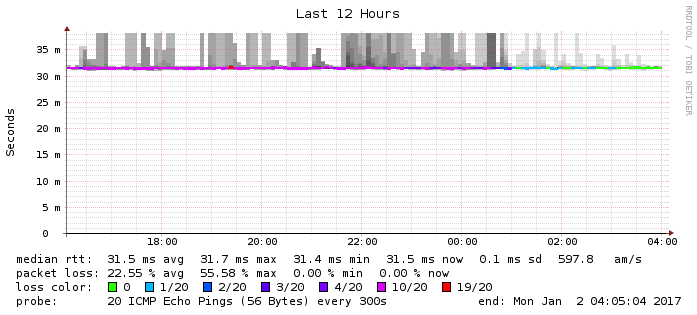 Last 12 Hours
RRDTOOL / TOBI OETIKER
Seconds
35 m
30 m
25 m
20 m
15 m
10 m
5 m
0
18:00 20:00 22:00 00:00 02:00 04:00
median rtt: 31.5 ms avg 31.7 ms max 31.4 ms min 31.5 ms now 0.1 ms sd 597.8 am/s
packet loss: 22.55 % avg 55.58 % max 0.00 % min 0.00 % now
loss color: 0 1/20 2/20 3/20 4/20 10/20 19/20
probe: 20 ICMP Echo Pings (56 Bytes) every 300s end: Mon Jan 2 04:05:04 2017